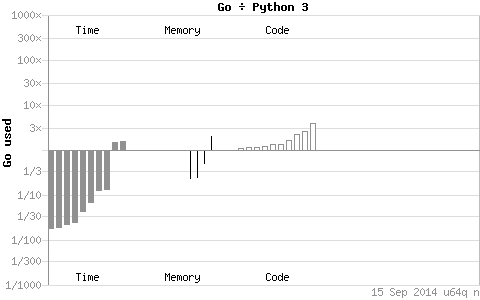 Go ÷ Python 3
1000×
Time Memory Code
300×
100×
30×
10×
3×
Go used
1/3
1/10
1/30
1/100
1/300
Time Memory Code
1/1000
15 Sep 2014 u64q n